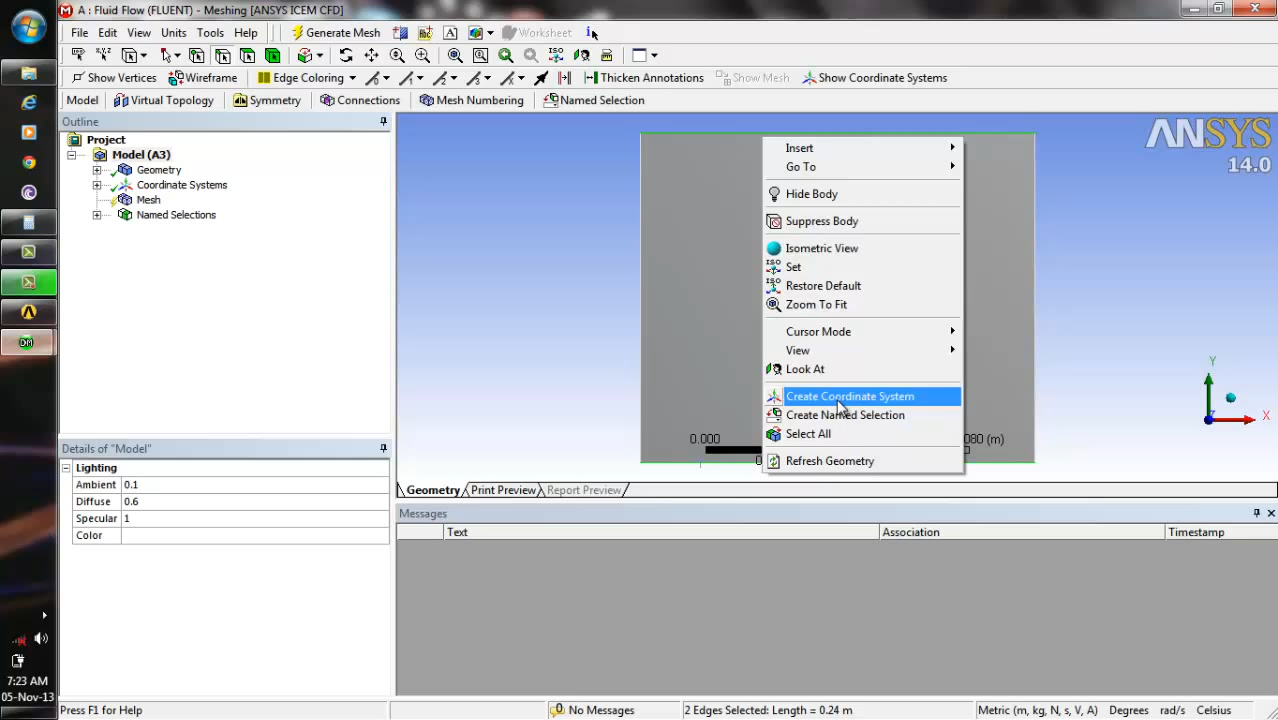 A : Fluid Flow (FLUENT) - Meshing [ANSYS ICEM CFD]
File Edit View Units Tools Help Generate Mesh Worksheet
Show Vertices Wireframe Edge Coloring Thicken Annotations Show Mesh Show Coordinate Systems
Model Virtual Topology Symmetry Connections Mesh Numbering Named Selection
Outline
Project
Model (A3)
Geometry
Coordinate Systems
Mesh
Named Selections
Details of "Model"
Lighting
Ambient 0.1
Diffuse 0.6
Specular 1
Color
ANSYS
14.0
Insert
Go To
Hide Body
Suppress Body
Isometric View
ISO Set
ISO Restore Default
Zoom To Fit
Cursor Mode
View
Look At
Create Coordinate System
Create Named Selection
Select All
Refresh Geometry
0.000
080 (m)
Y
X
Geometry Print Preview Report Preview
Messages
Text Association Timestamp
DM
7:23 AM
05-Nov-13
Press F1 for Help No Messages 2 Edges Selected: Length = 0.24 m Metric (m, kg, N, s, V, A) Degrees rad/s Celsius